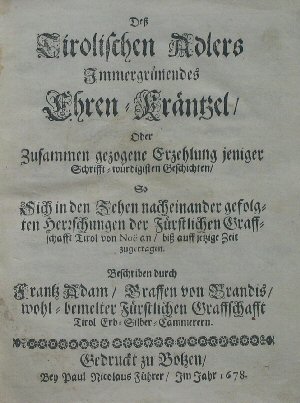 Deß
Tirolischen Adlers
Immergrünendes
Ehren-Kräntzel/
Oder
Zusammen gezogene Erzehlung jeniger
Schrifft-würdigsten Geschichten/
So
Sich in den Zehen nacheinander gefolg-
ten Herrschungen der Fürstlichen Graff-
schafft Tirol von Noë an/ biß auff jetzige Zeit
zugetragen.
Beschriben durch
Frantz Adam/ Graffen von Brandis/
wohl-bemelter Fürstlichen Graffschafft
Tirol Erb-Silber-Cammerern.
Gedruckt zu Botzen/
Bey Paul Nicolaus Führer/ Im Jahr 1678.